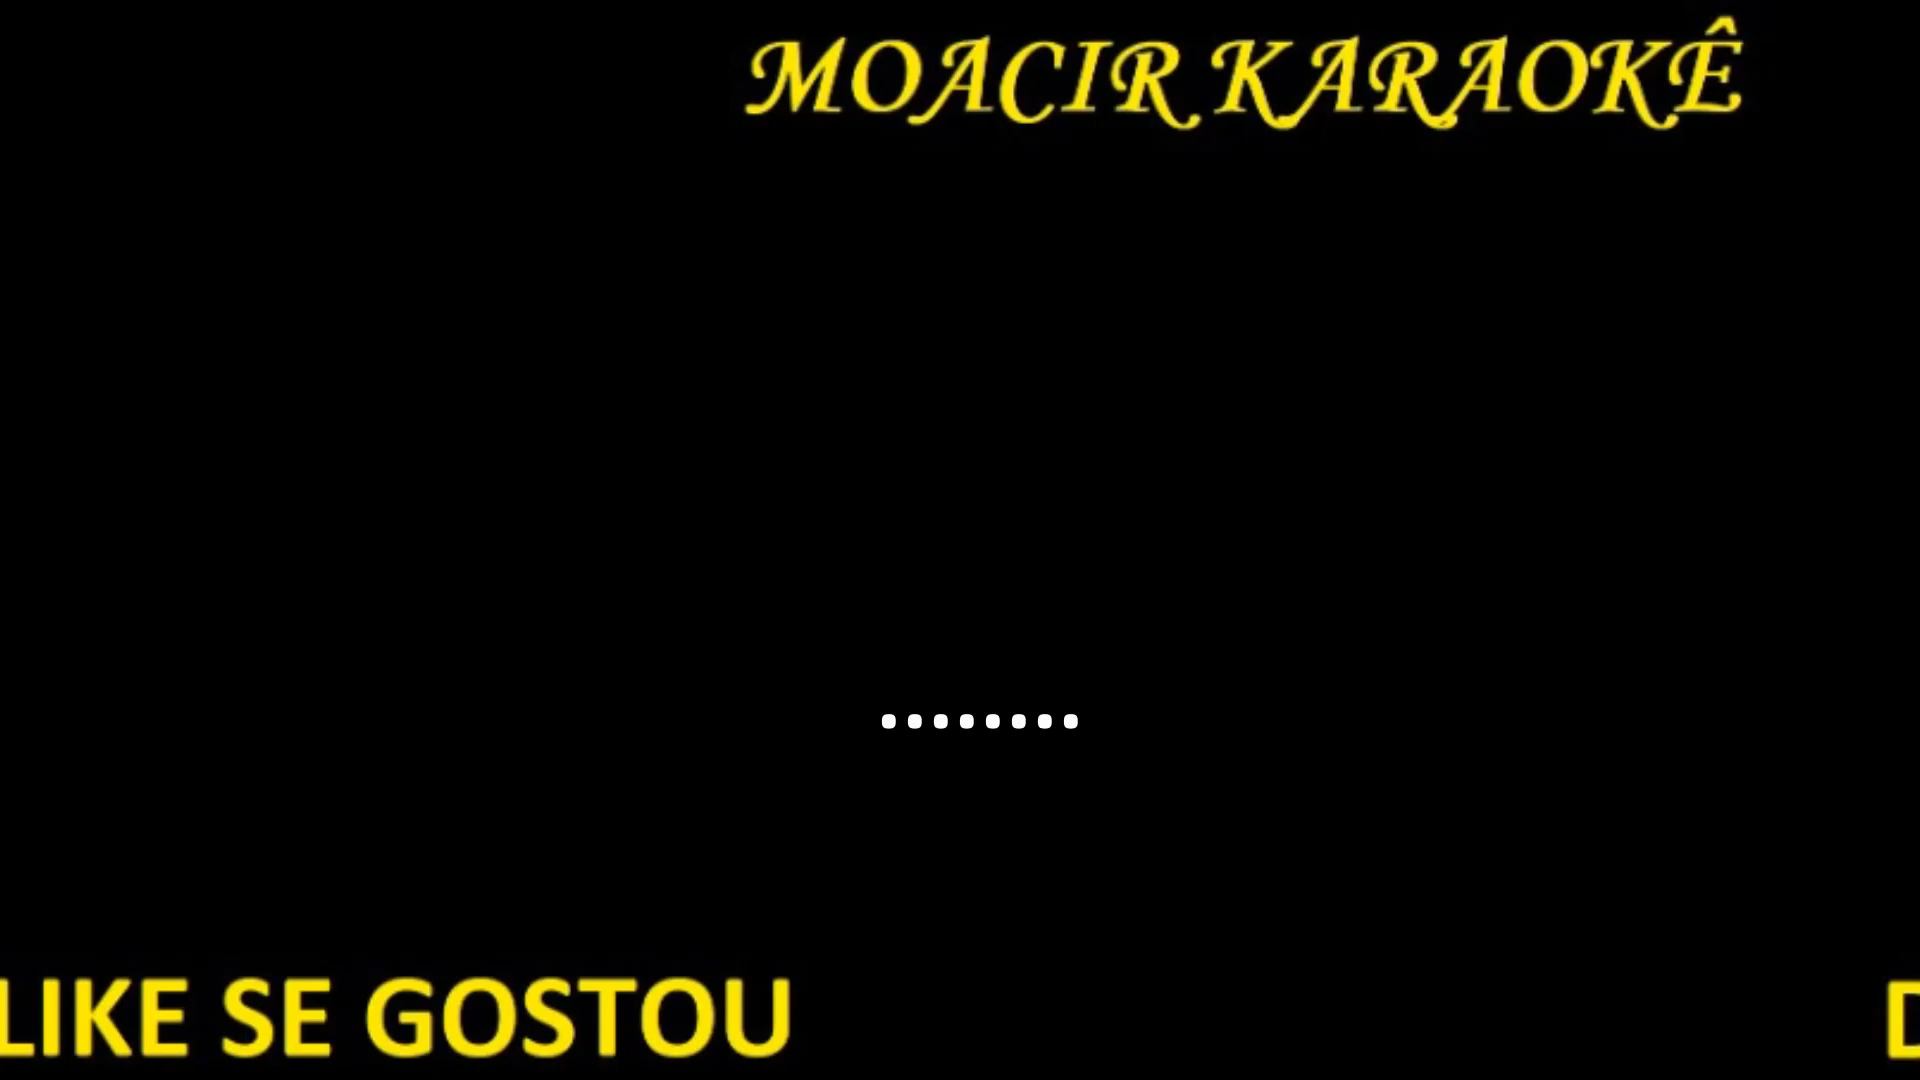 MOACIR KARAOKÊ
........
LIKE SE GOSTOU D